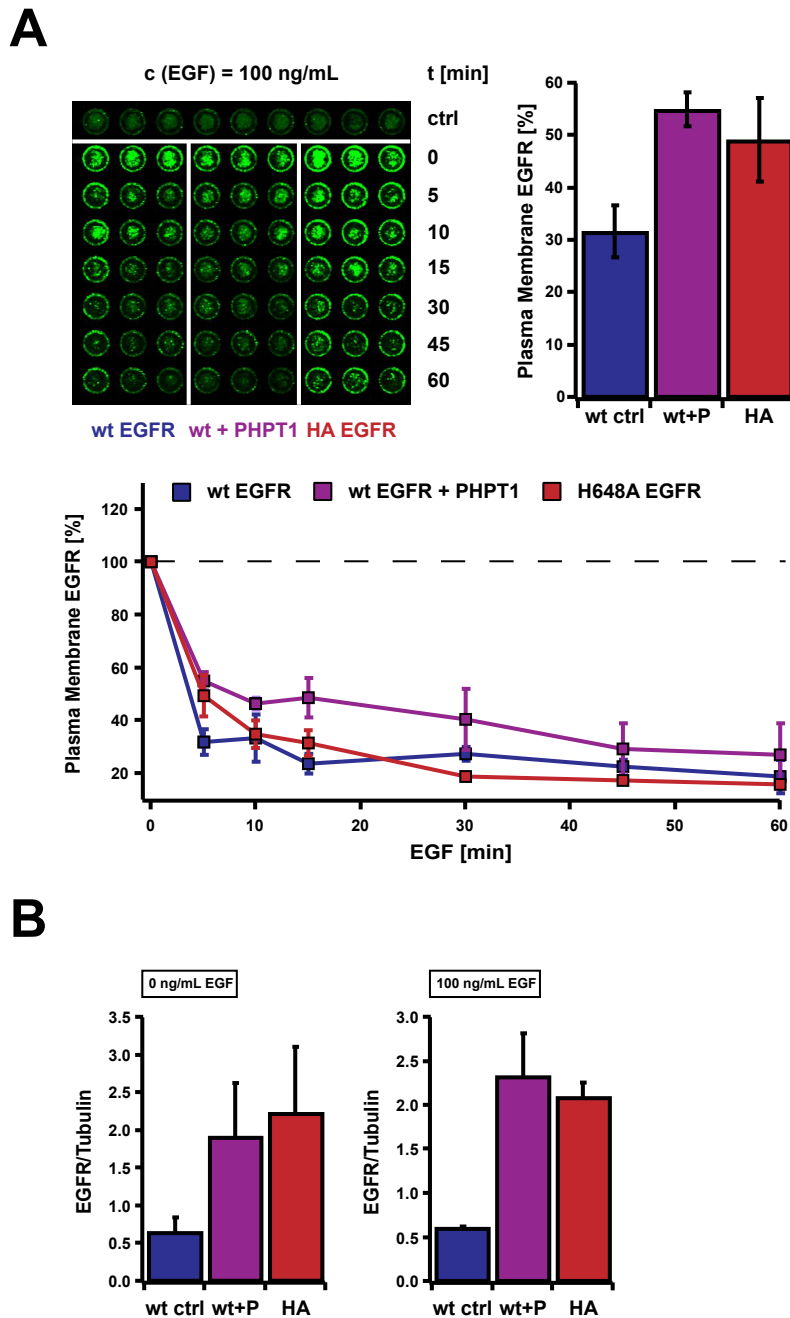 A
c (EGF) = 100 ng/mL
t [min]
ctrl
0
5
10
15
30
45
60
wt EGFR
wt + PHPT1
HA EGFR
Plasma Membrane EGFR [%]
60
50
40
30
20
10
0
wt ctrl
wt+P
HA
wt EGFR
wt EGFR + PHPT1
H648A EGFR
Plasma Membrane EGFR [%]
120
100
80
60
40
20
0
10
20
30
40
50
60
EGF [min]
B
0 ng/mL EGF
EGFR/Tubulin
3.5
3.0
2.5
2.0
1.5
1.0
0.5
0.0
wt ctrl
wt+P
HA
100 ng/mL EGF
EGFR/Tubulin
3.0
2.5
2.0
1.5
1.0
0.5
0.0
wt ctrl
wt+P
HA